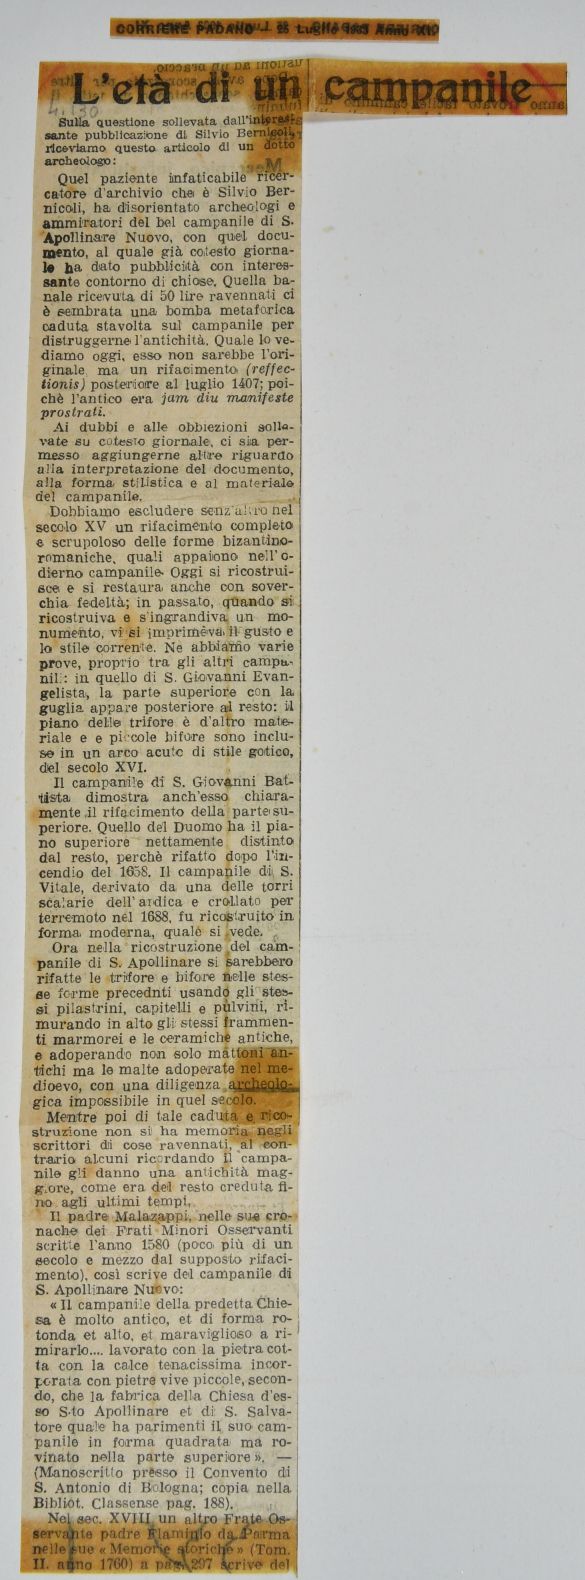 CORRIERE PADANO — 25 Luglio 1933 Anno XI
L'età di un campanile
Sulla questione sollevata dall'interes-
sante pubblicazione di Silvio Bernicoli,
riceviamo questo articolo di un dotto
archeologo:
Quel paziente infaticabile ricer-
catore d'archivio che è Silvio Ber-
nicoli, ha disorientato archeologi e
ammiratori del bel campanile di S.
Apollinare Nuovo, con quel docu-
mento, al quale già cotesto giorna-
le ha dato pubblicità con interes-
sante contorno di chiose. Quella ba-
nale ricevuta di 50 lire ravennati ci
è sembrata una bomba metaforica
caduta stavolta sul campanile per
distruggerne l'antichità. Quale lo ve-
diamo oggi, esso non sarebbe l'ori-
ginale ma un rifacimento (reffec-
tionis) posteriore al luglio 1407; poi-
chè l'antico era jam diu manifeste
prostrati.
Ai dubbi e alle obbiezioni solle-
vate su cotesto giornale, ci sia per-
messo aggiungerne altre riguardo
alla interpretazione del documento,
alla forma stilistica e al materiale
del campanile.
Dobbiamo escludere senz'altro nel
secolo XV un rifacimento completo
e scrupoloso delle forme bizantino-
romaniche, quali appaiono nell'o-
dierno campanile. Oggi si ricostrui-
sce e si restaura anche con sover-
chia fedeltà; in passato, quando si
ricostruiva e s'ingrandiva un mo-
numento, vi si imprimeva il gusto e
lo stile corrente. Ne abbiamo varie
prove, proprio tra gli altri campa-
nili: in quello di S. Giovanni Evan-
gelista, la parte superiore con la
guglia appare posteriore al resto: il
piano delle trifore è d'altro mate-
riale e e piccole bifore sono inclu-
se in un arco acuto di stile gotico,
del secolo XVI.
Il campanile di S. Giovanni Bat-
tista dimostra anch'esso chiara-
mente il rifacimento della parte su-
periore. Quello del Duomo ha il pia-
no superiore nettamente distinto
dal resto, perchè rifatto dopo l'in-
cendio del 1658. Il campanile di S.
Vitale, derivato da una delle torri
scalarie dell'ardica e crollato per
terremoto nel 1688, fu ricostruito in
forma moderna, quale si vede.
Ora nella ricostruzione del cam-
panile di S. Apollinare si sarebbero
rifatte le trifore e bifore nelle stes-
se forme precednti usando gli stes-
si pilastrini, capitelli e pulvini, ri-
murando in alto gli stessi frammen-
ti marmorei e le ceramiche antiche,
e adoperando non solo mattoni an-
tichi ma le malte adoperate nel me-
dioevo, con una diligenza archeolo-
gica impossibile in quel secolo.
Mentre poi di tale caduta e rico-
struzione non si ha memoria negli
scrittori di cose ravennati, al con-
trario alcuni ricordando il campa-
nile gli danno una antichità mag-
giore, come era del resto creduta fi-
no agli ultimi tempi.
Il padre Malazappi, nelle sue cro-
nache dei Frati Minori Osservanti
scritte l'anno 1580 (poco più di un
secolo e mezzo dal supposto rifaci-
mento), così scrive del campanile di
S. Apollinare Nuovo:
« Il campanile della predetta Chie-
sa è molto antico, et di forma ro-
tonda et alto, et maraviglioso a ri-
mirarlo.... lavorato con la pietra cot-
ta con la calce tenacissima incor-
porata con pietre vive piccole, secon-
do, che la fabrica della Chiesa d'es-
so S.to Apollinare et di S. Salva-
tore quale ha parimenti il suo cam-
panile in forma quadrata ma ro-
vinato nella parte superiore ». —
(Manoscritto presso il Convento di
S. Antonio di Bologna; copia nella
Bibliot. Classense pag. 188).
Nel sec. XVIII un altro Frate Os-
servante padre Flaminio da Parma
nelle sue « Memorie storiche » (Tom.
II. anno 1760) a pag. 297 scrive del